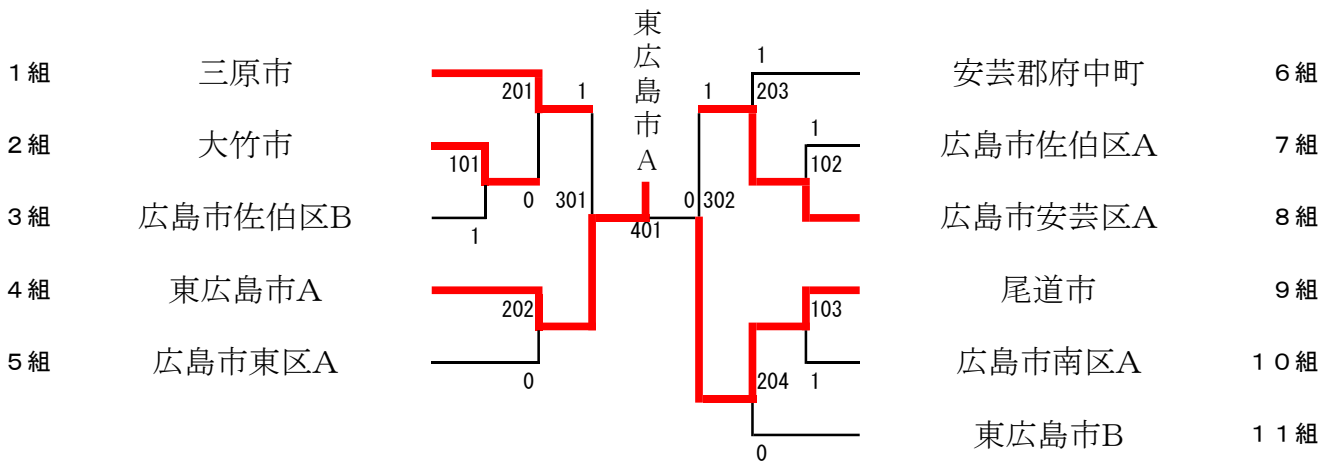 東広島市A
1組 三原市 201 1 1 203 1 安芸郡府中町 6組
2組 大竹市 101 0 102 1 広島市佐伯区A 7組
3組 広島市佐伯区B 1 301 401 0 302 広島市安芸区A 8組
4組 東広島市A 202 103 尾道市 9組
5組 広島市東区A 0 204 1 広島市南区A 10組
0 東広島市B 11組